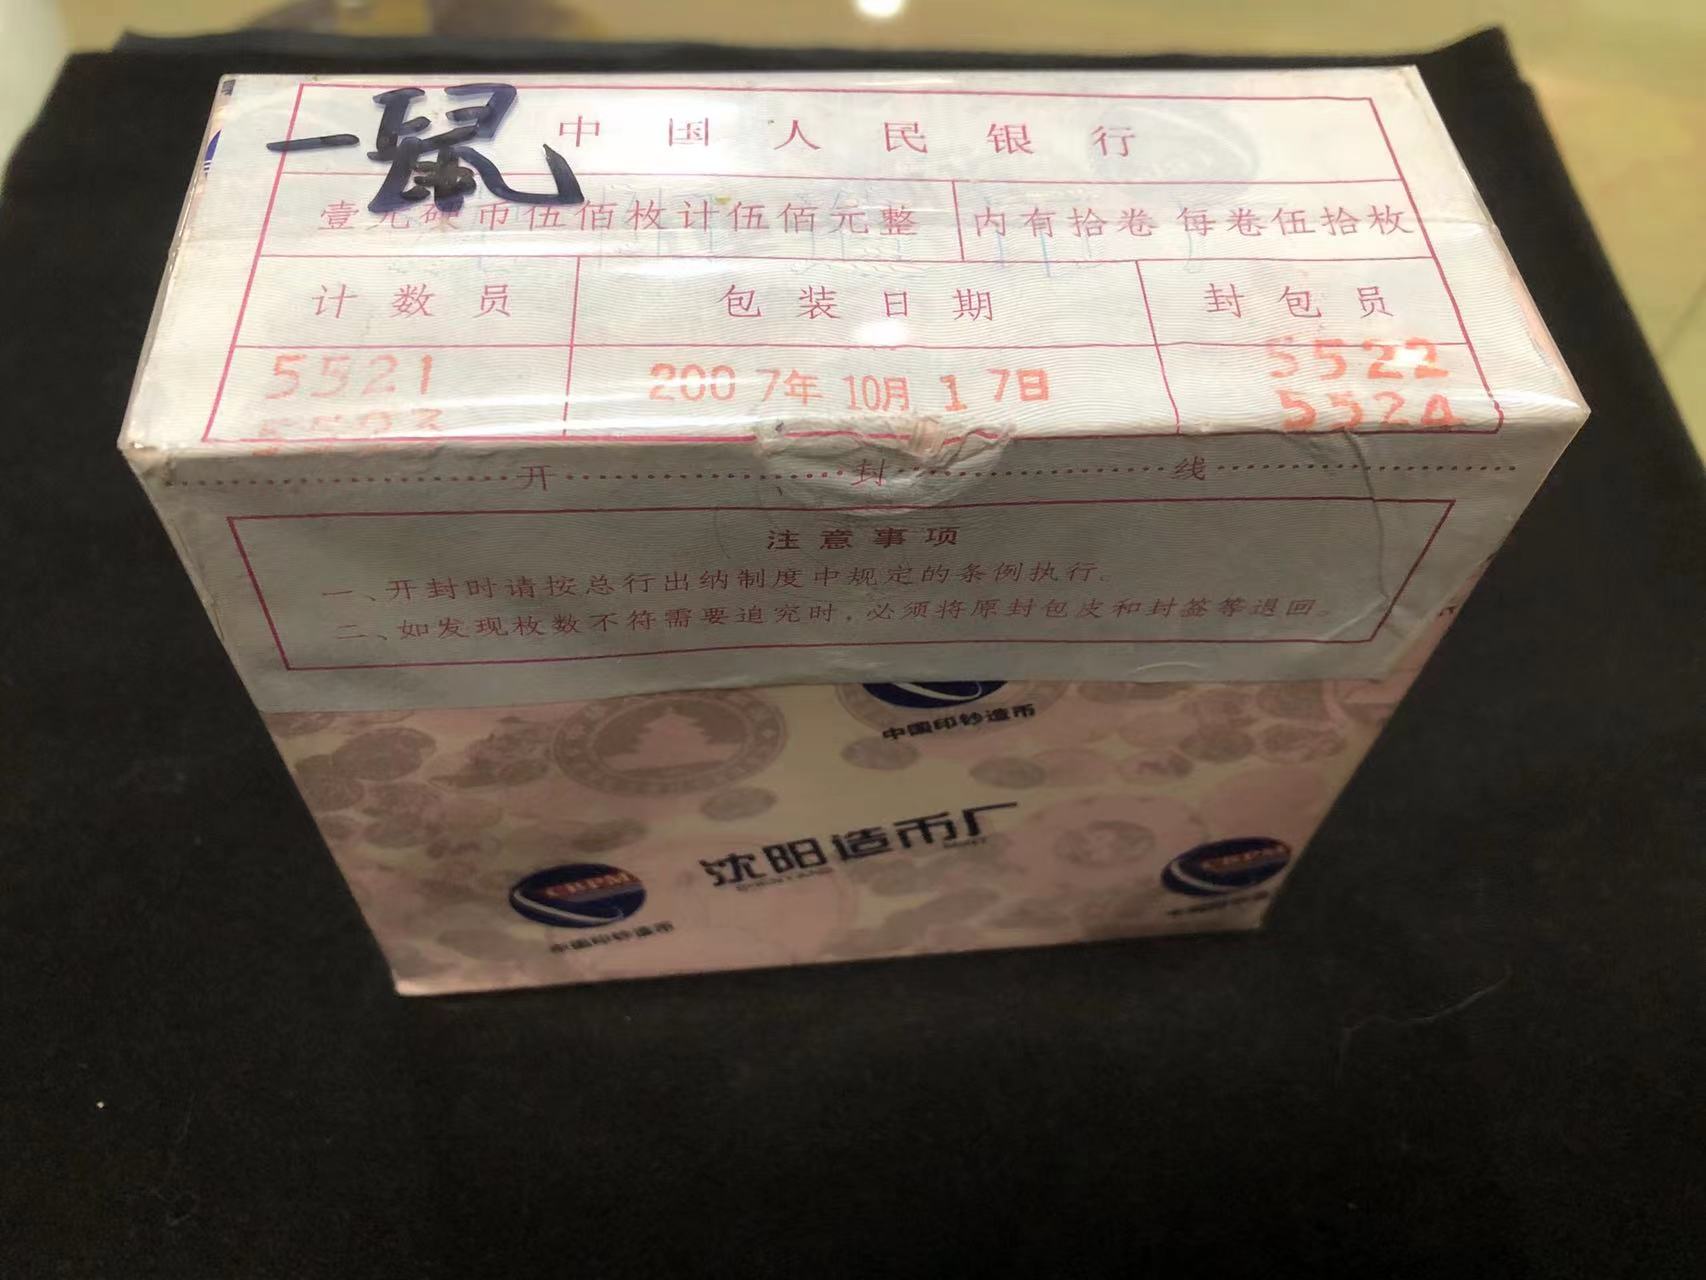 一鼠
中国人民银行
壹元硬币伍佰枚计伍佰元整 内有拾卷 每卷伍拾枚
计数员 包装日期 封包员
5521 2007年10月17日 5522
5523 5524
开封线
注意事项
一、开封时请按总行出纳制度中规定的条例执行。
二、如发现枚数不符需要追究时，必须将原封包皮和封签等退回。
中国印钞造币
沈阳造币厂
SHENYANG MINT
CBPM CBPM
中国印钞造币